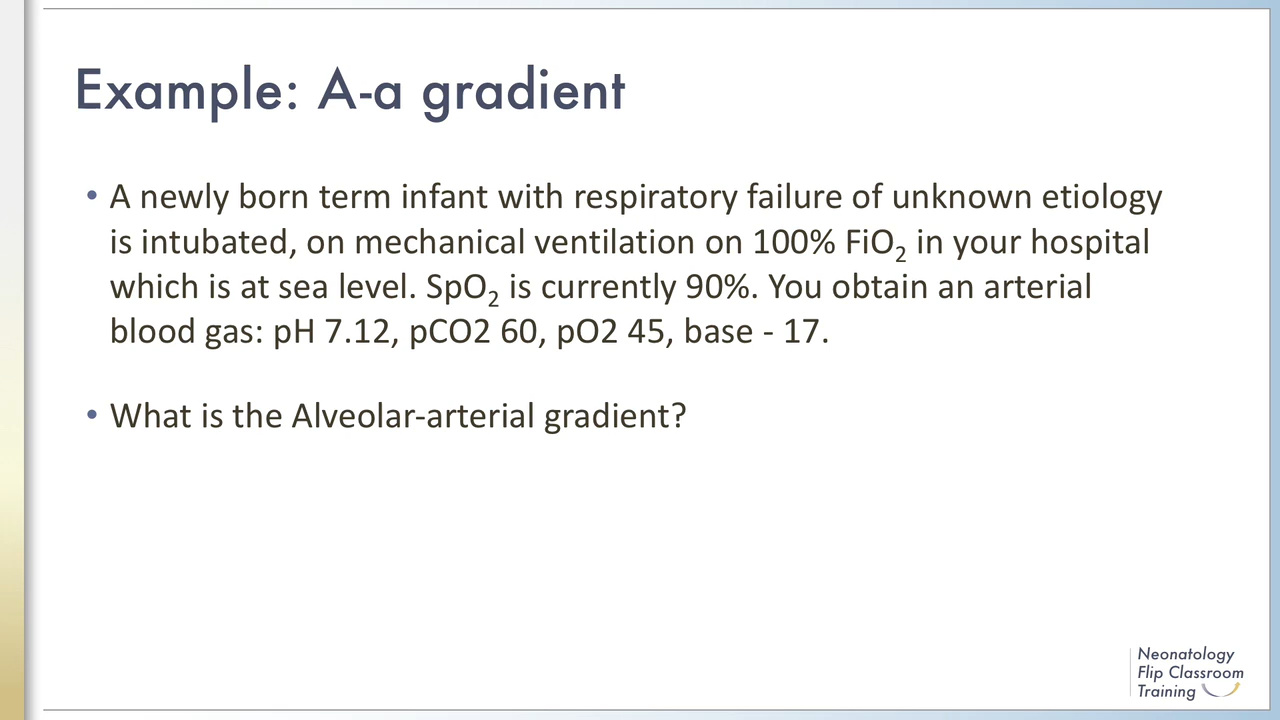 Example: A-a gradient
• A newly born term infant with respiratory failure of unknown etiology
is intubated, on mechanical ventilation on 100% FiO₂ in your hospital
which is at sea level. SpO₂ is currently 90%. You obtain an arterial
blood gas: pH 7.12, pCO2 60, pO2 45, base - 17.
• What is the Alveolar-arterial gradient?
Neonatology
Flip Classroom
Training